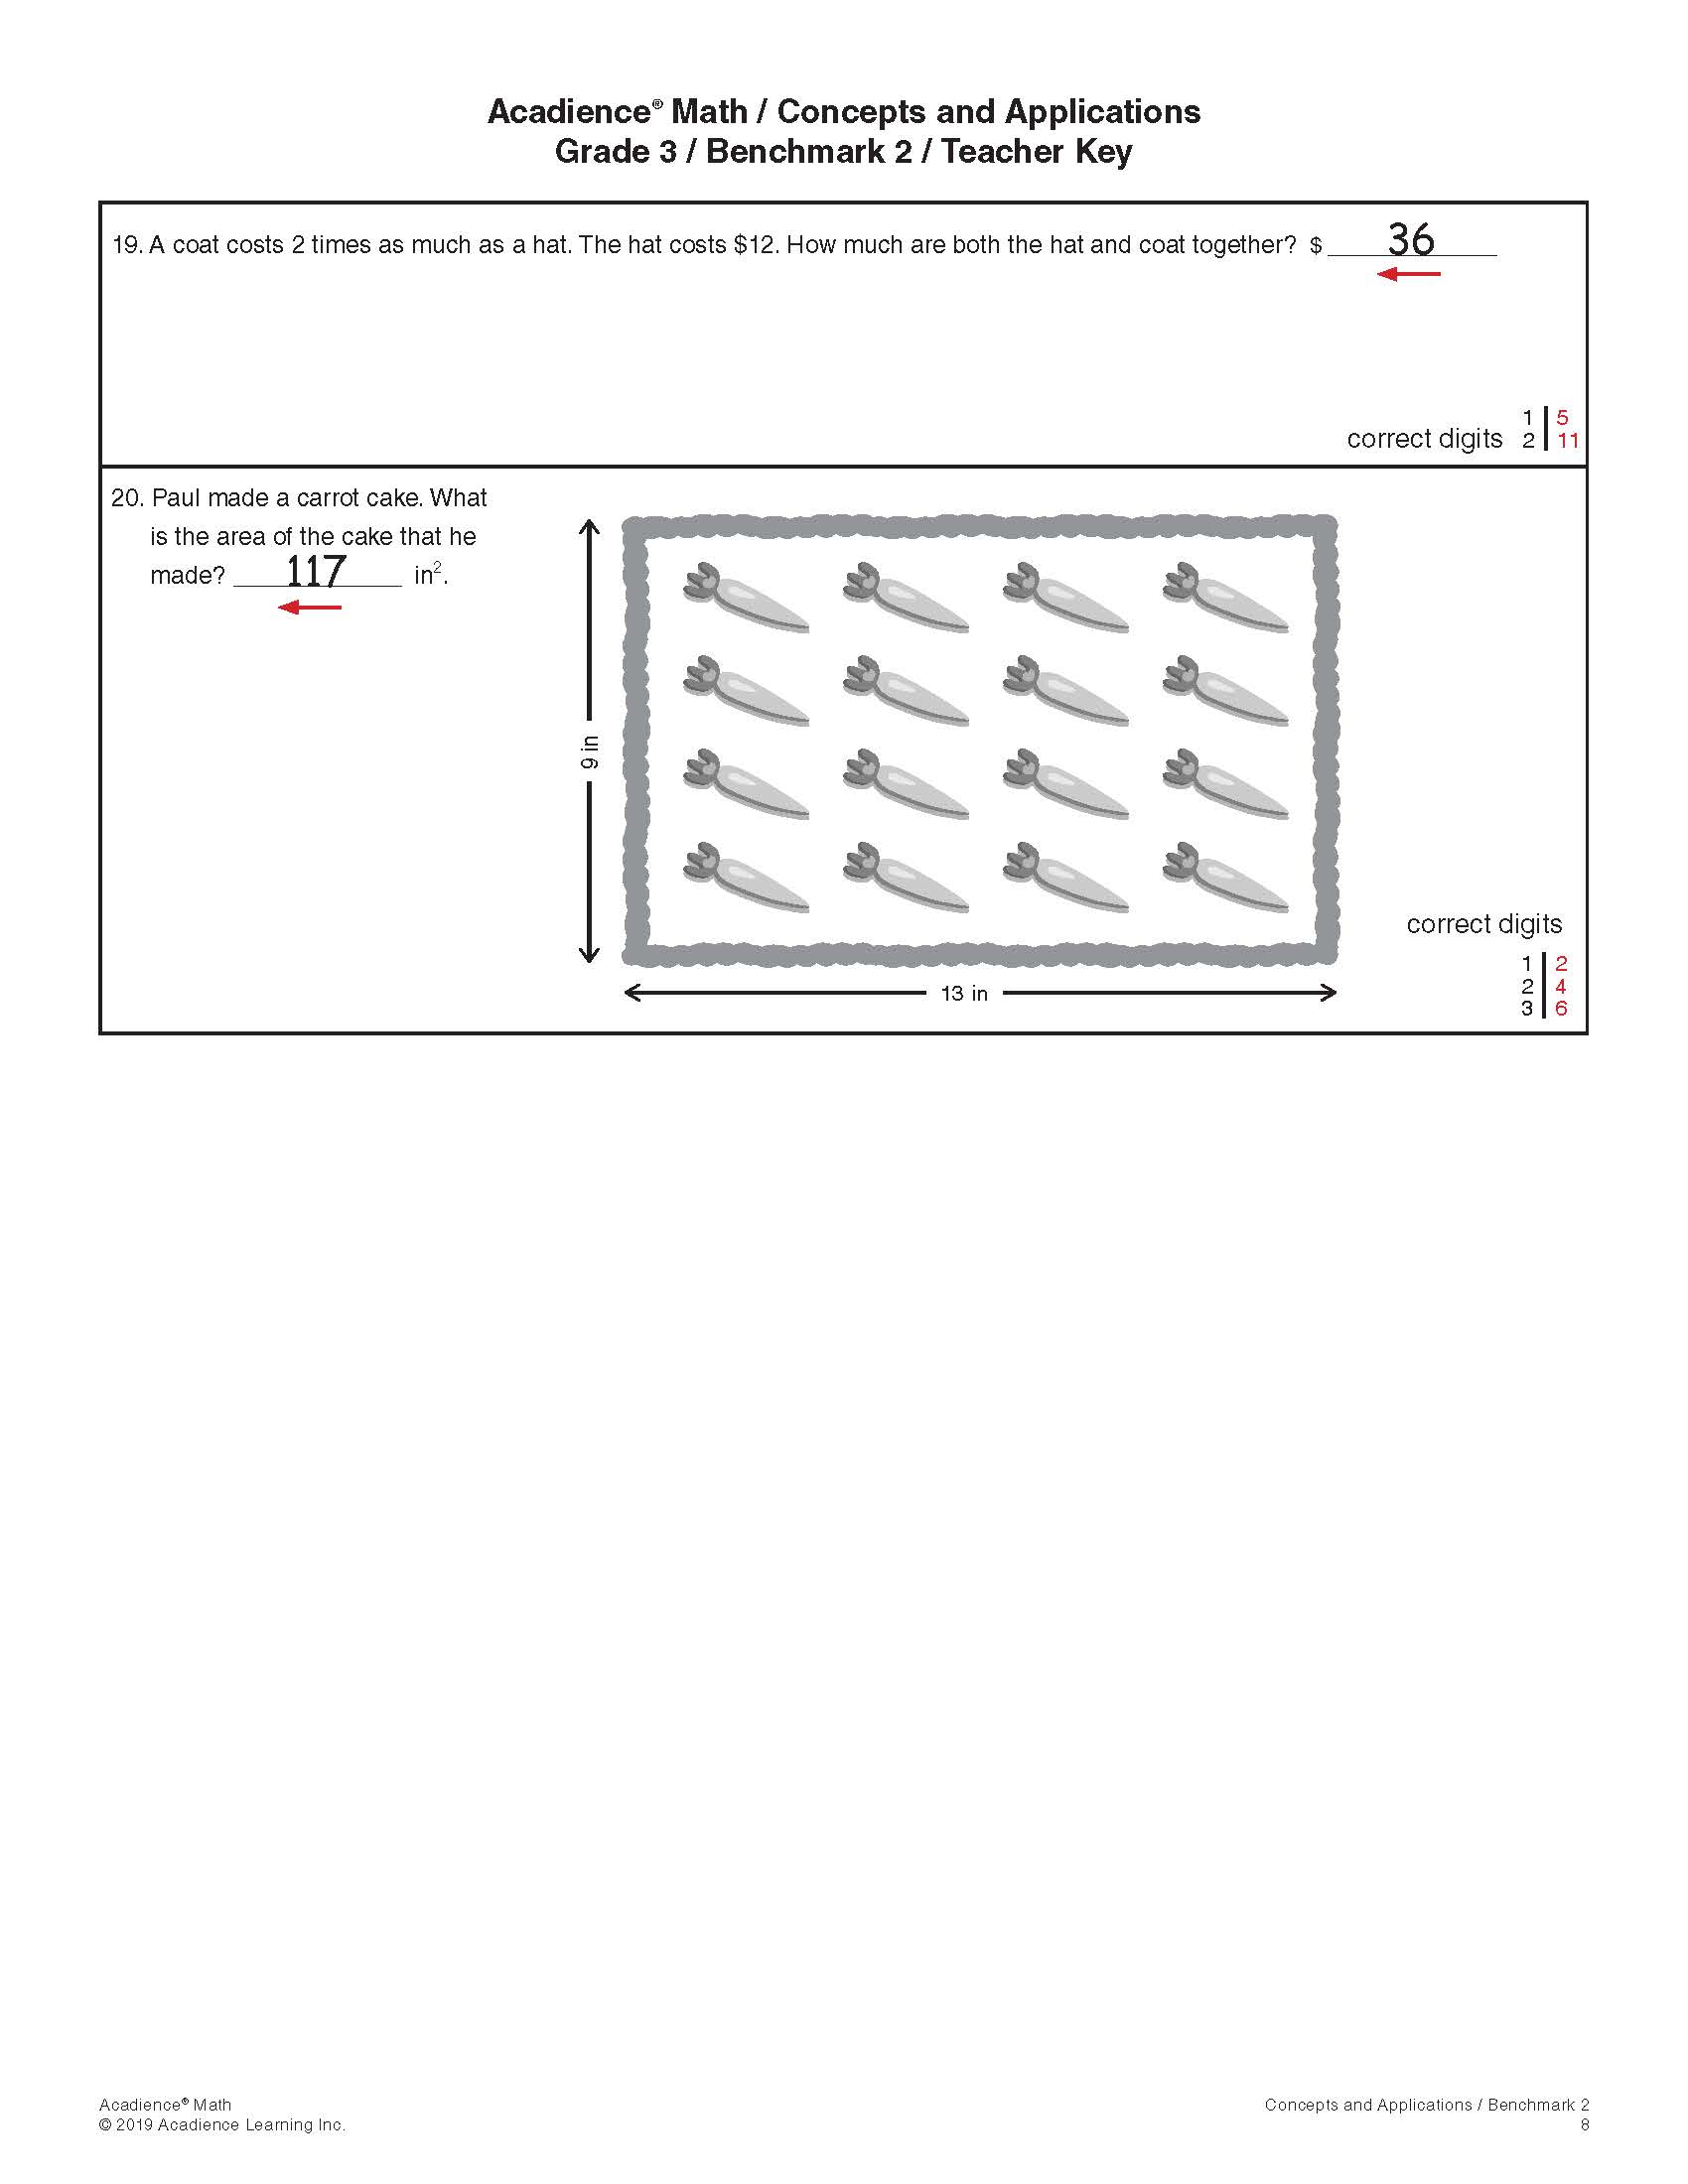 Acadience® Math / Concepts and Applications
Grade 3 / Benchmark 2 / Teacher Key
19. A coat costs 2 times as much as a hat. The hat costs $12. How much are both the hat and coat together? $ 36
correct digits
1 | 5
2 | 11
20. Paul made a carrot cake. What
is the area of the cake that he
made? 117 in².
9 in
13 in
correct digits
1 | 2
2 | 4
3 | 6
Acadience® Math
© 2019 Acadience Learning Inc.
Concepts and Applications / Benchmark 2
8